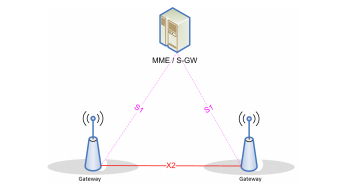 MME / S-GW
S1
S1
X2
Gateway
Gateway